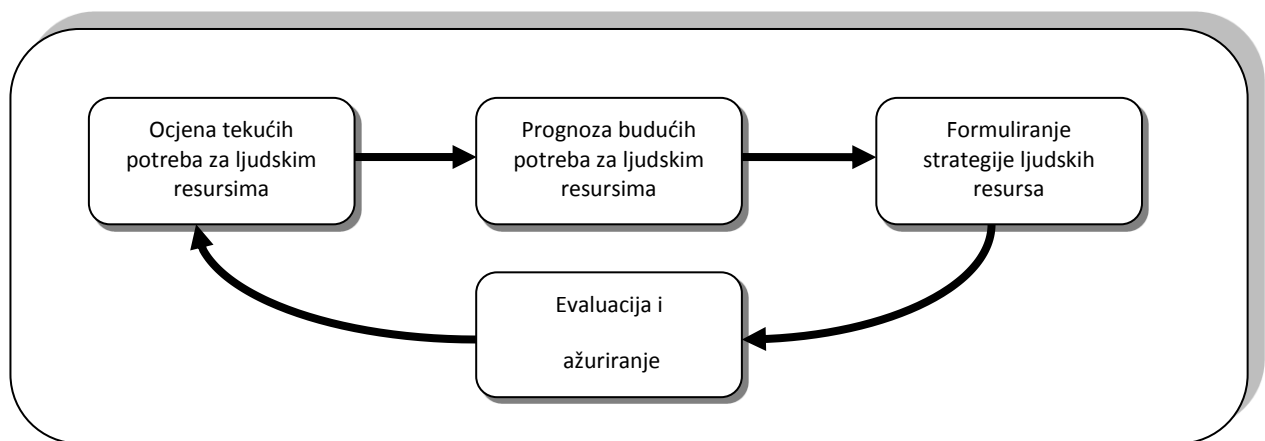 Ocjena tekućih
potreba za ljudskim
resursima
Prognoza budućih
potreba za ljudskim
resursima
Formuliranje
strategije ljudskih
resursa
Evaluacija i
ažuriranje